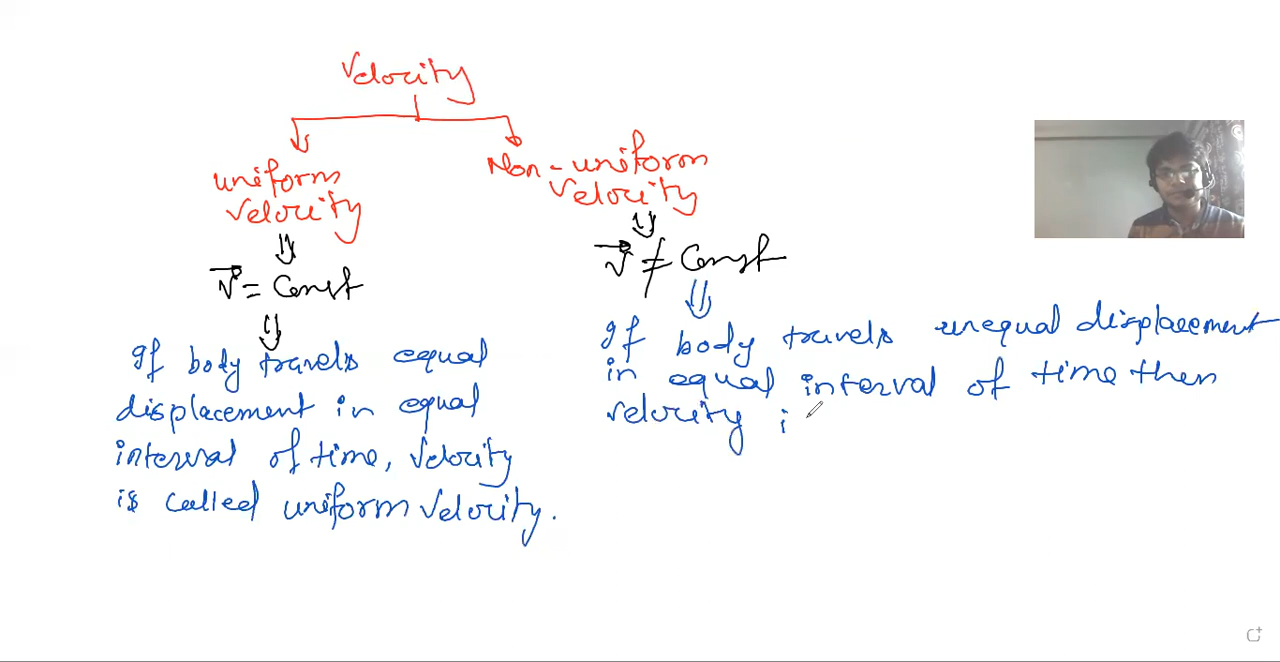 Velocity
uniform
velocity
Non-uniform
velocity
v = Const
v ≠ Const
If body travels equal
displacement in equal
interval of time, velocity
is called uniform velocity.
If body travels unequal displacement
in equal interval of time then
velocity i